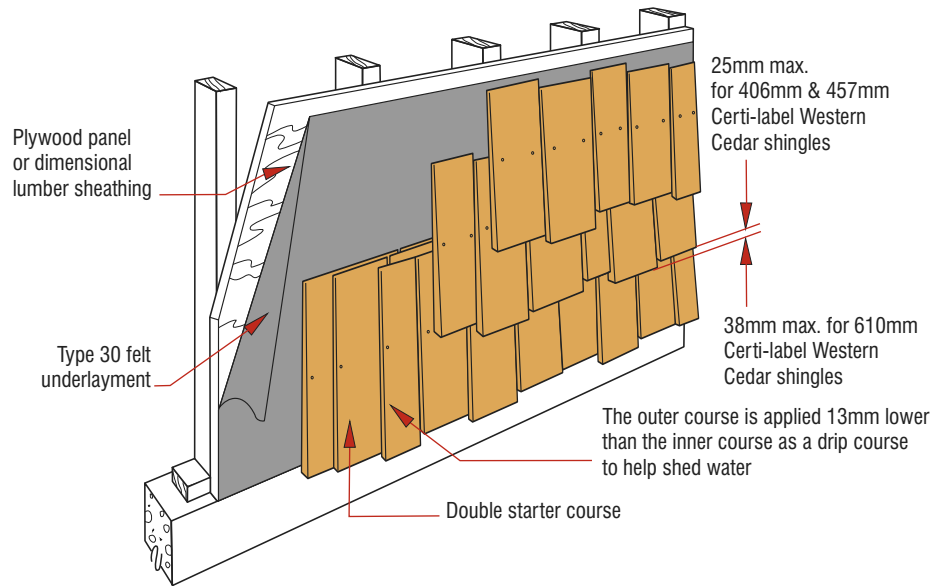 25mm max.
for 406mm & 457mm
Certi-label Western
Cedar shingles
Plywood panel
or dimensional
lumber sheathing
Type 30 felt
underlayment
38mm max. for 610mm
Certi-label Western
Cedar shingles
The outer course is applied 13mm lower
than the inner course as a drip course
to help shed water
Double starter course